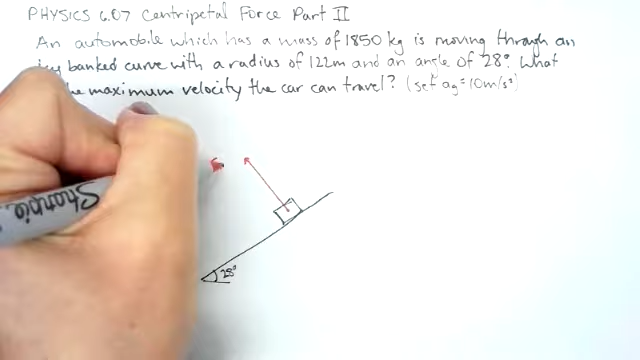 PHYSICS 6.07 Centripetal Force Part II
An automobile which has a mass of 1850 kg is moving through an
banked curve with a radius of 122m and an angle of 28°. What
maximum velocity the car can travel? (set ag=10m/s²)
28°
Sharpie